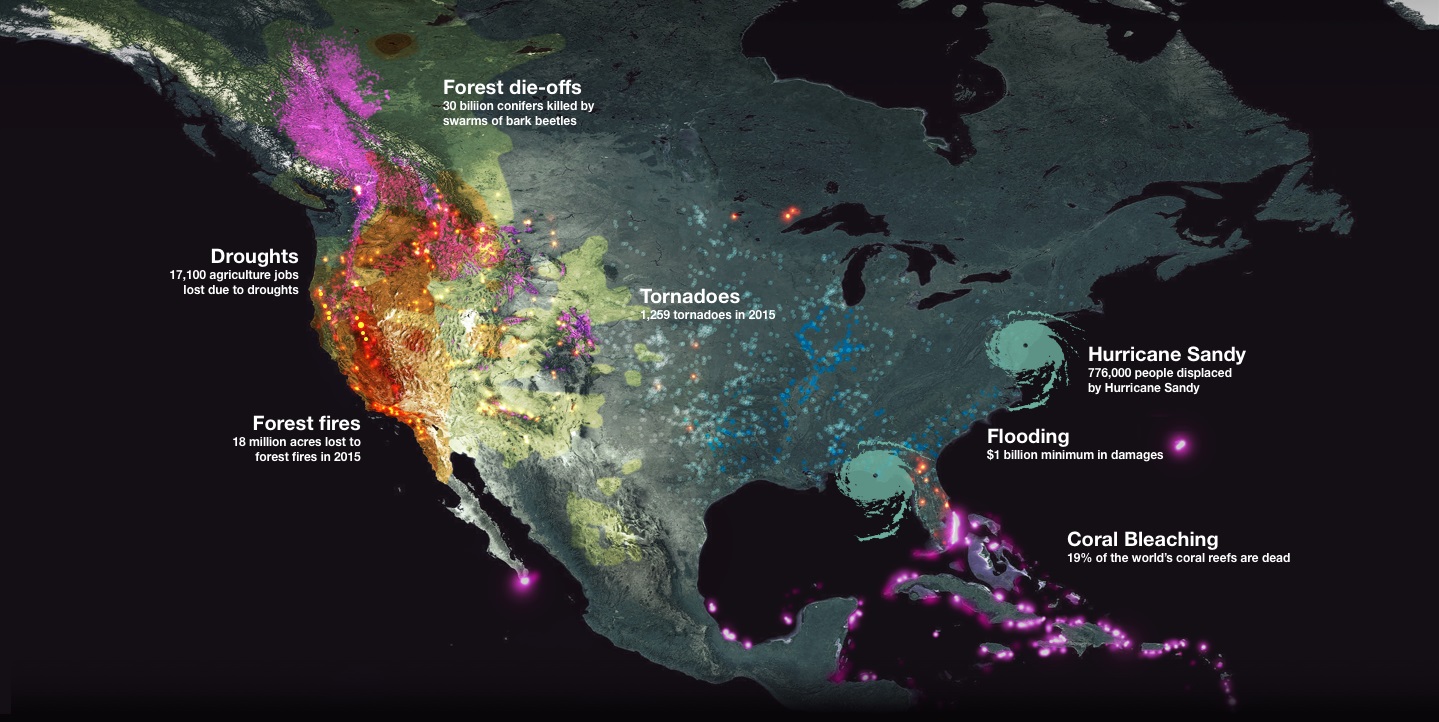 Forest die-offs
30 biliion conifers killed by
swarms of bark beetles
Droughts
17,100 agriculture jobs
lost due to droughts
Tornadoes
1,259 tornadoes in 2015
Hurricane Sandy
776,000 people displaced
by Hurricane Sandy
Forest fires
18 million acres lost to
forest fires in 2015
Flooding
$1 billion minimum in damages
Coral Bleaching
19% of the world's coral reefs are dead